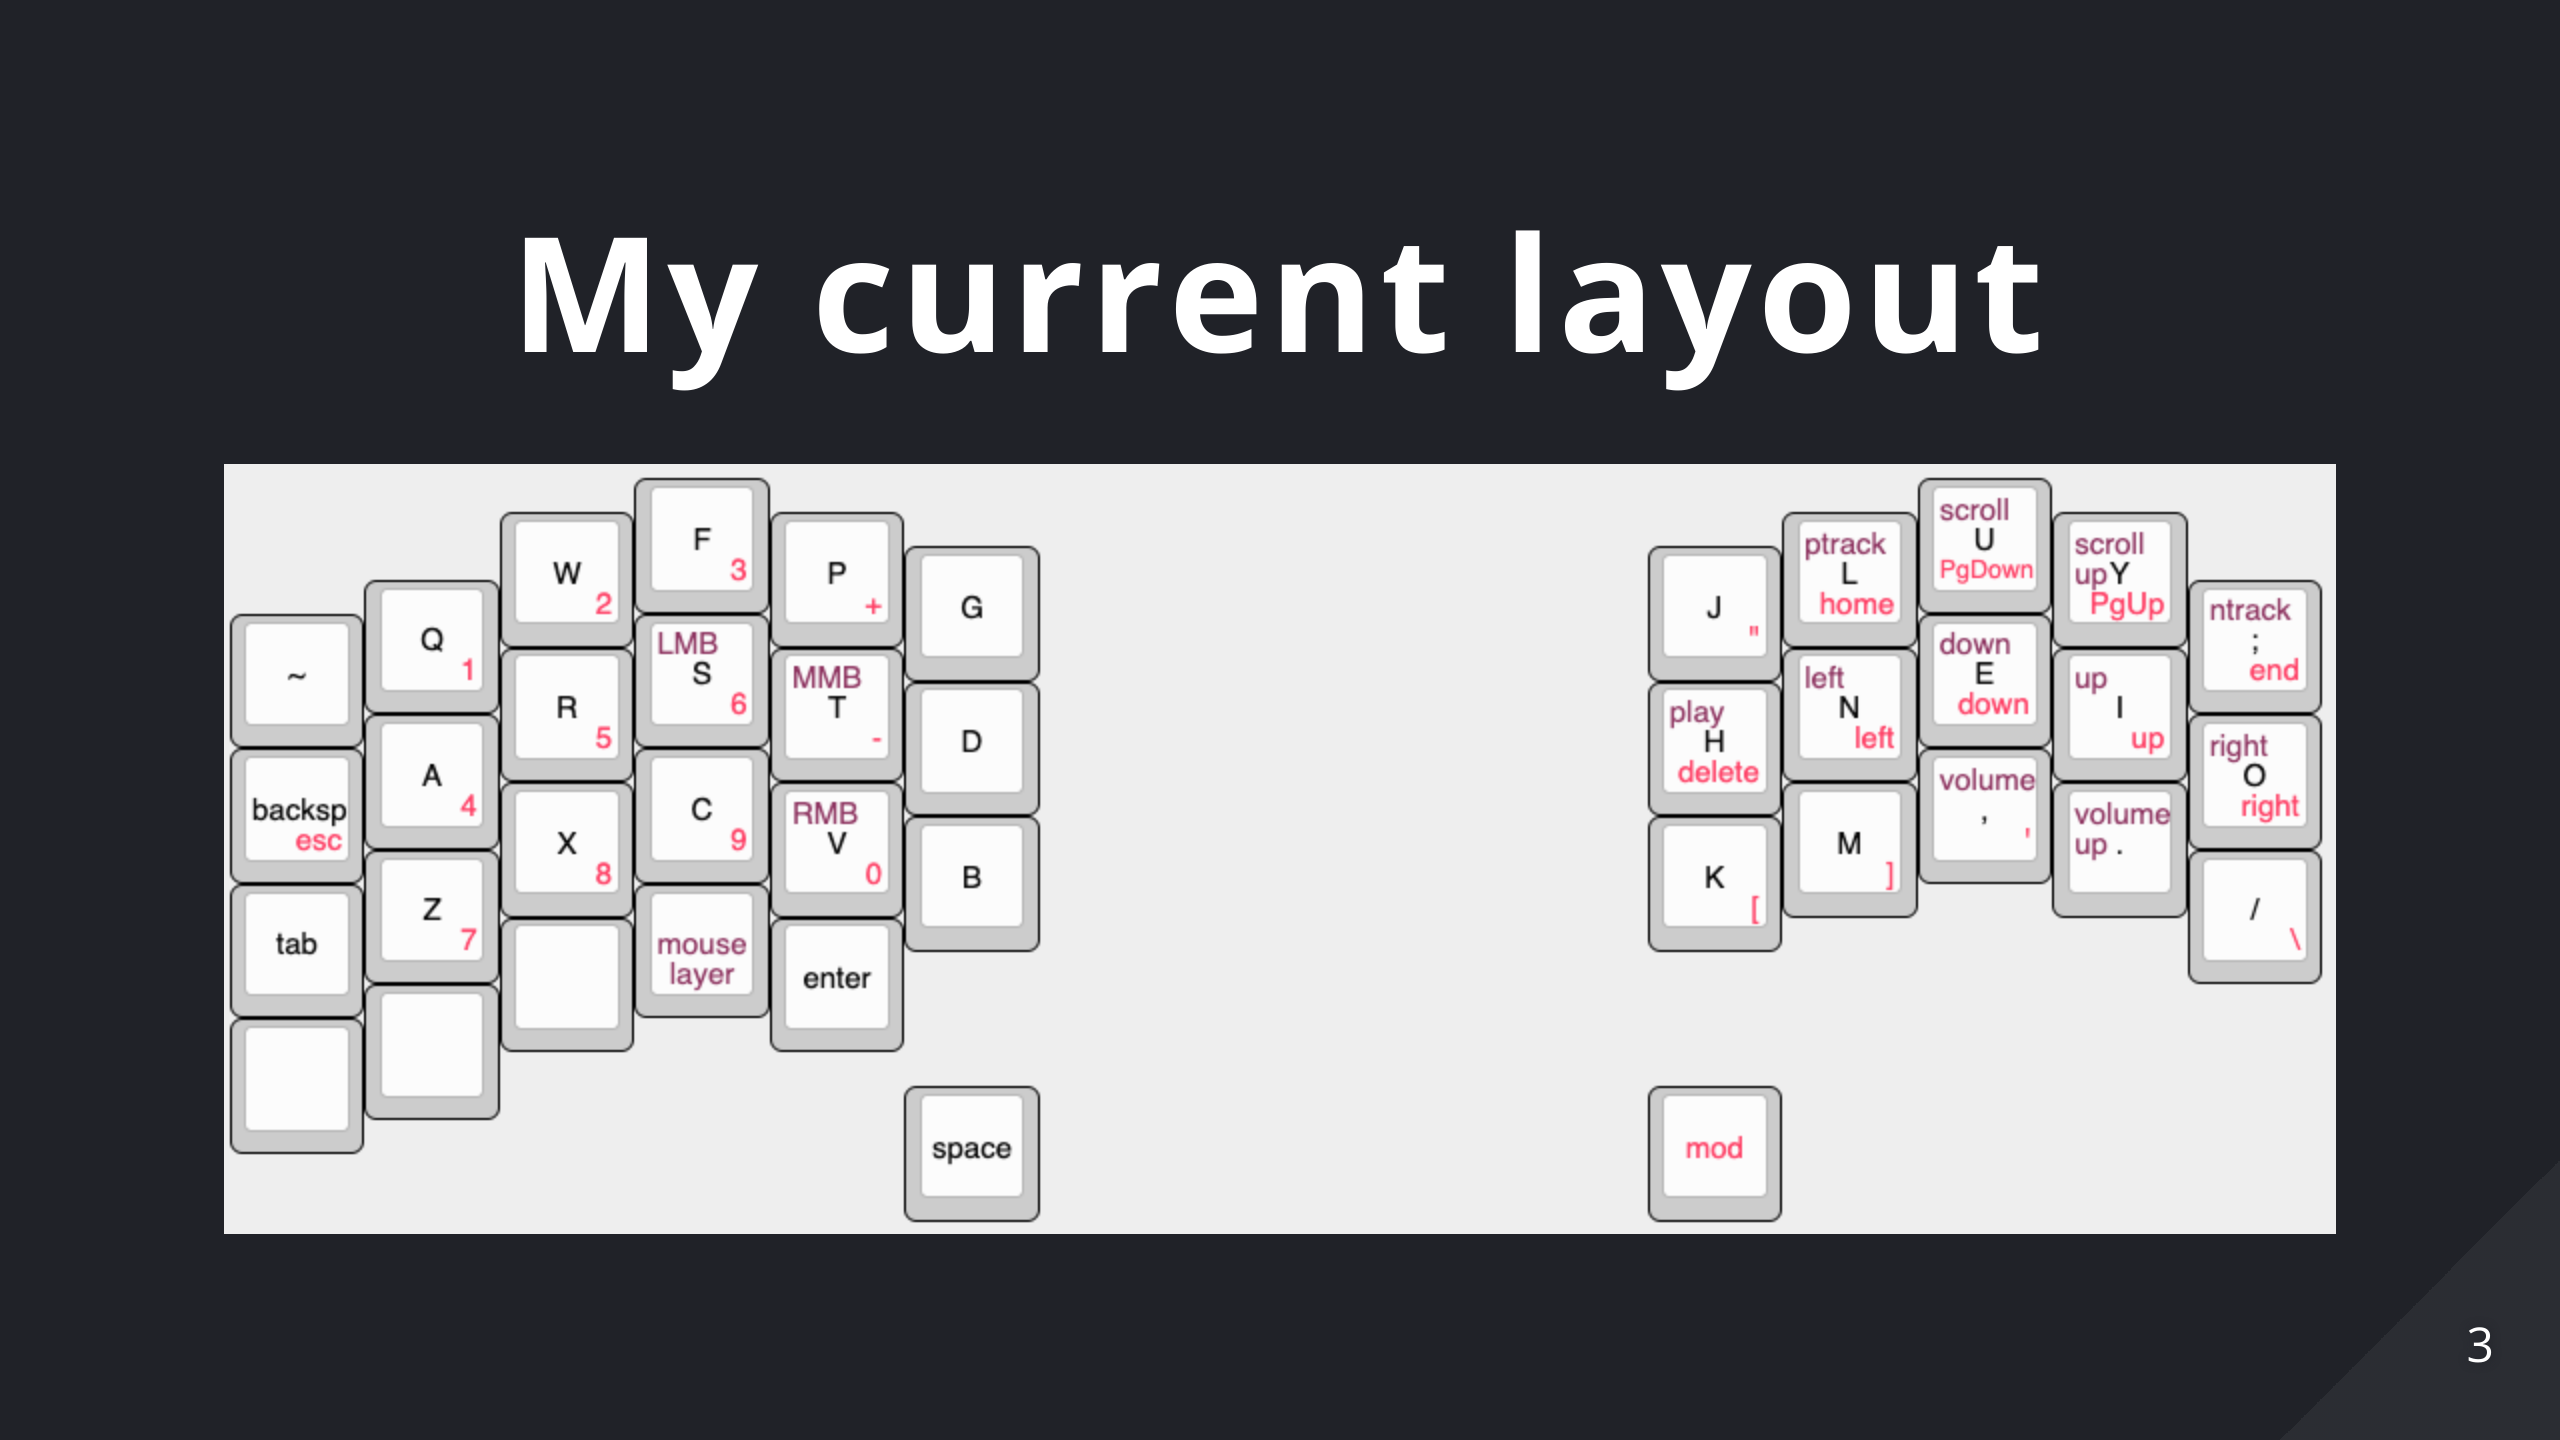 My current layout
~
backsp
esc
tab
Q
1
A
4
Z
7
W
2
R
5
X
8
F
3
LMB
S
6
C
9
mouse
layer
P
+
MMB
T
-
RMB
V
0
enter
G
D
B
space
J
"
play
H
delete
K
[
mod
ptrack
L
home
left
N
left
M
]
scroll
U
PgDown
down
E
down
volume
,
'
scroll
upY
PgUp
up
I
up
volume
up .
ntrack
;
end
right
O
right
/
\
3